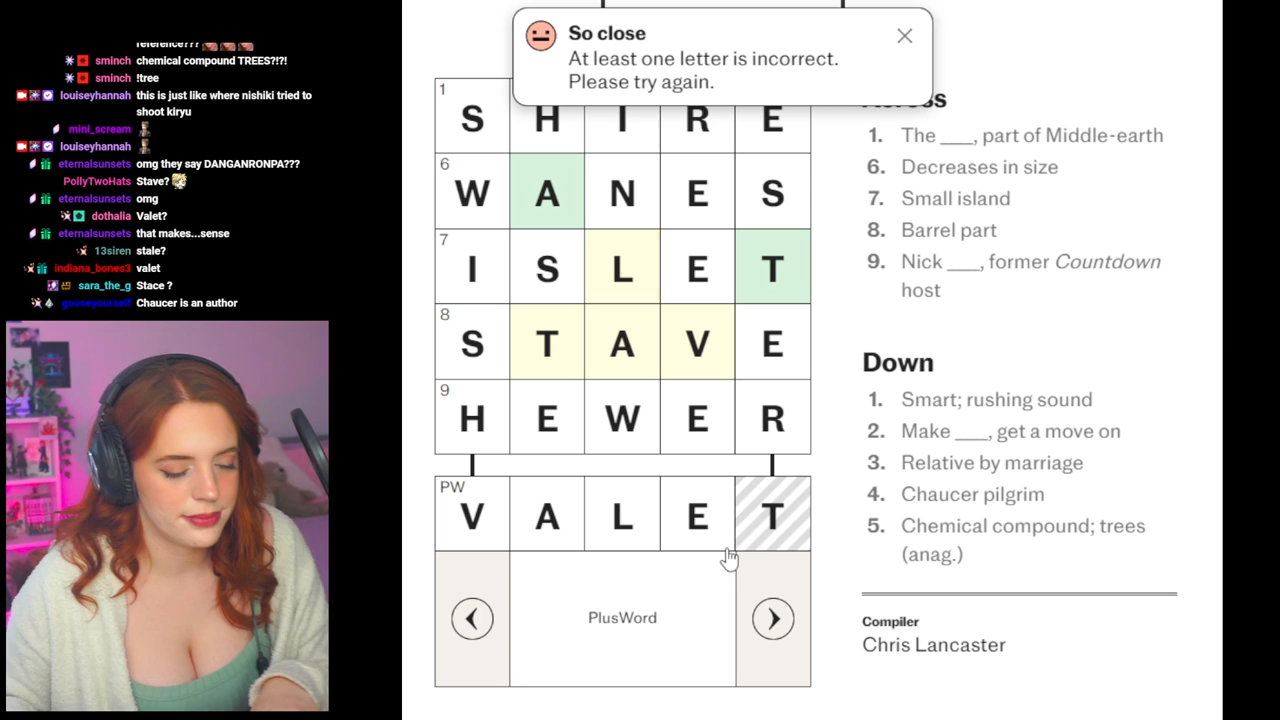 reference???
sminch chemical compound TREES?!?!
sminch !tree
louiseyhannah this is just like where nishiki tried to
shoot kiryu
mini_scream
louiseyhannah
eternalsunsets omg they say DANGANRONPA???
PollyTwoHats Stave?
eternalsunsets omg
dothalia Valet?
eternalsunsets that makes...sense
13siren stale?
indiana_bones3 valet
sara_the_g Stace ?
gooseyourself Chaucer is an author
So close
At least one letter is incorrect.
Please try again.
1
S H I R E
6
W A N E S
7
I S L E T
8
S T A V E
9
H E W E R
PW
V A L E T
PlusWord
Across
1. The ___, part of Middle-earth
6. Decreases in size
7. Small island
8. Barrel part
9. Nick ___, former Countdown
host
Down
1. Smart; rushing sound
2. Make ___, get a move on
3. Relative by marriage
4. Chaucer pilgrim
5. Chemical compound; trees
(anag.)
Compiler
Chris Lancaster